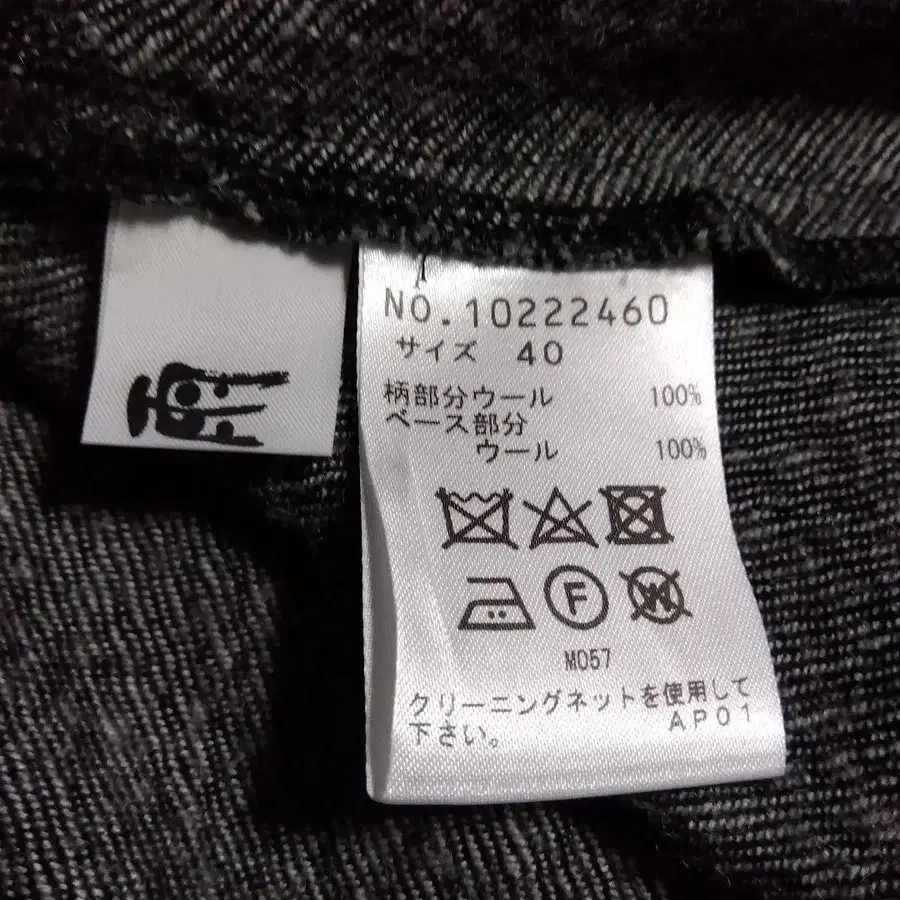 NO.10222460
サイズ 40
柄部分ウール 100%
ベース部分
ウール 100%
F
W
M057
クリーニングネットを使用して
下さい。 AP01